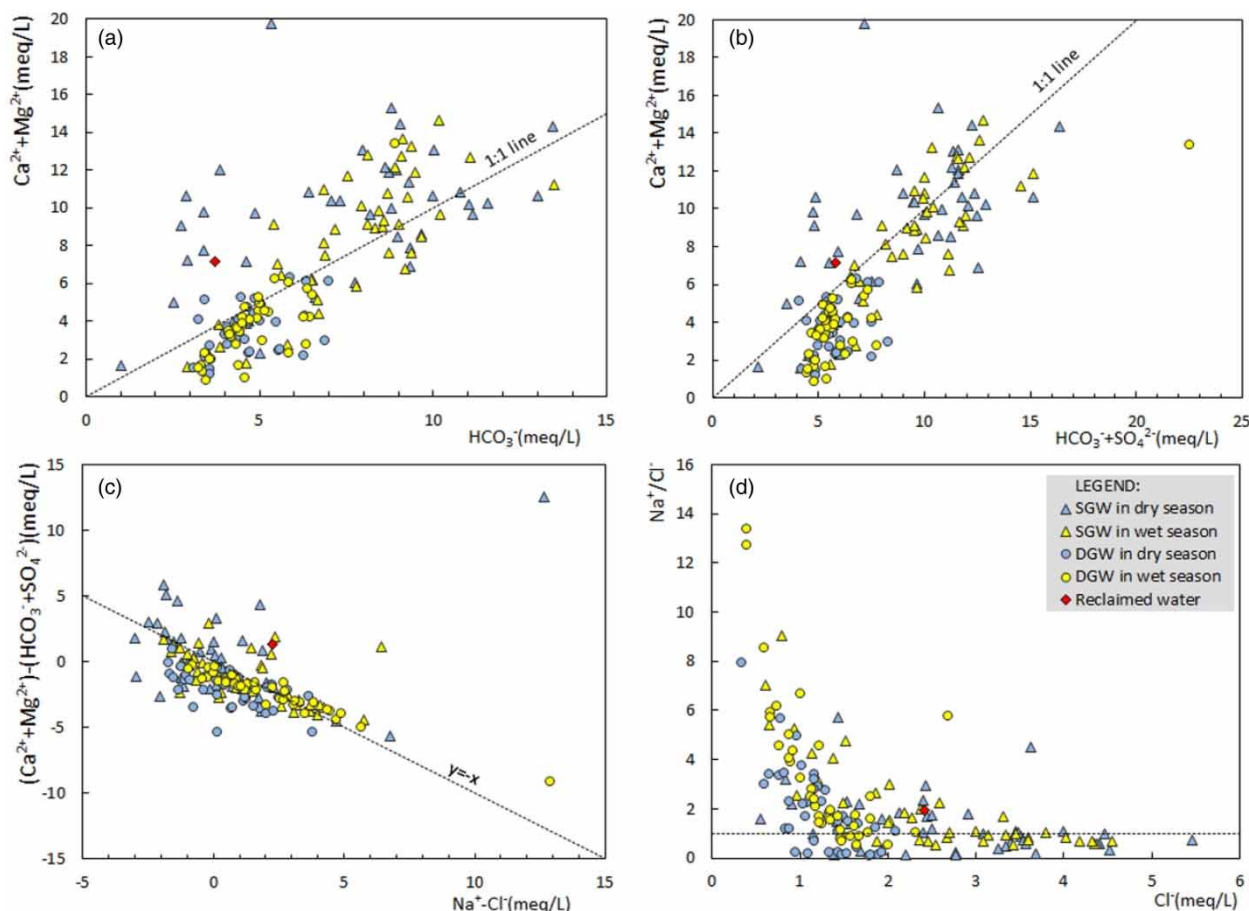 (a)
Ca²⁺+Mg²⁺(meq/L)
20
18
16
14
12
10
8
6
4
2
0
1:1 line
0
5
10
15
HCO₃⁻(meq/L)
(b)
Ca²⁺+Mg²⁺(meq/L)
20
18
16
14
12
10
8
6
4
2
0
1:1 line
0
5
10
15
20
25
HCO₃⁻+SO₄²⁻(meq/L)
(c)
(Ca²⁺+Mg²⁺)-(HCO₃⁻+SO₄²⁻)(meq/L)
15
10
5
0
-5
-10
-15
y=-x
-5
0
5
10
15
Na⁺-Cl⁻(meq/L)
(d)
Na⁺/Cl⁻
16
14
12
10
8
6
4
2
0
LEGEND:
SGW in dry season
SGW in wet season
DGW in dry season
DGW in wet season
Reclaimed water
0
1
2
3
4
5
6
Cl⁻(meq/L)